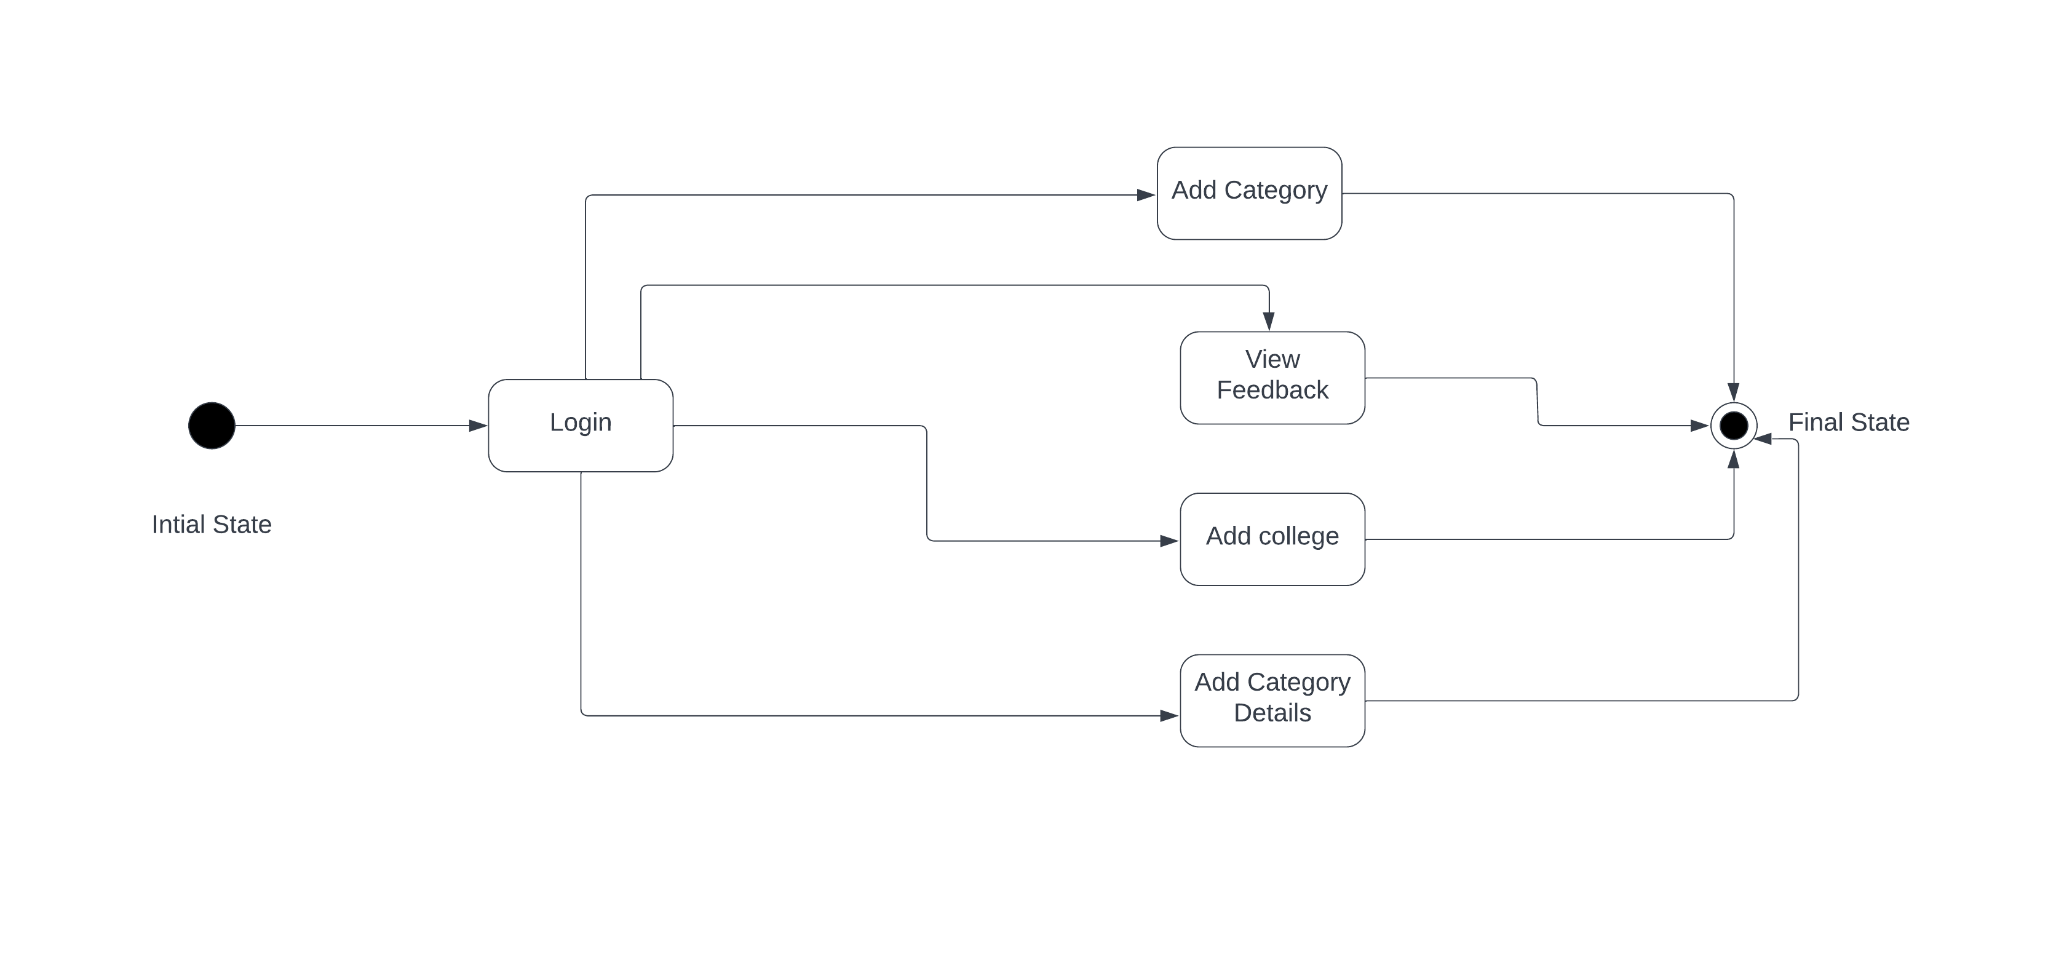 Add Category
View
Feedback
Login
Final State
Intial State
Add college
Add Category
Details